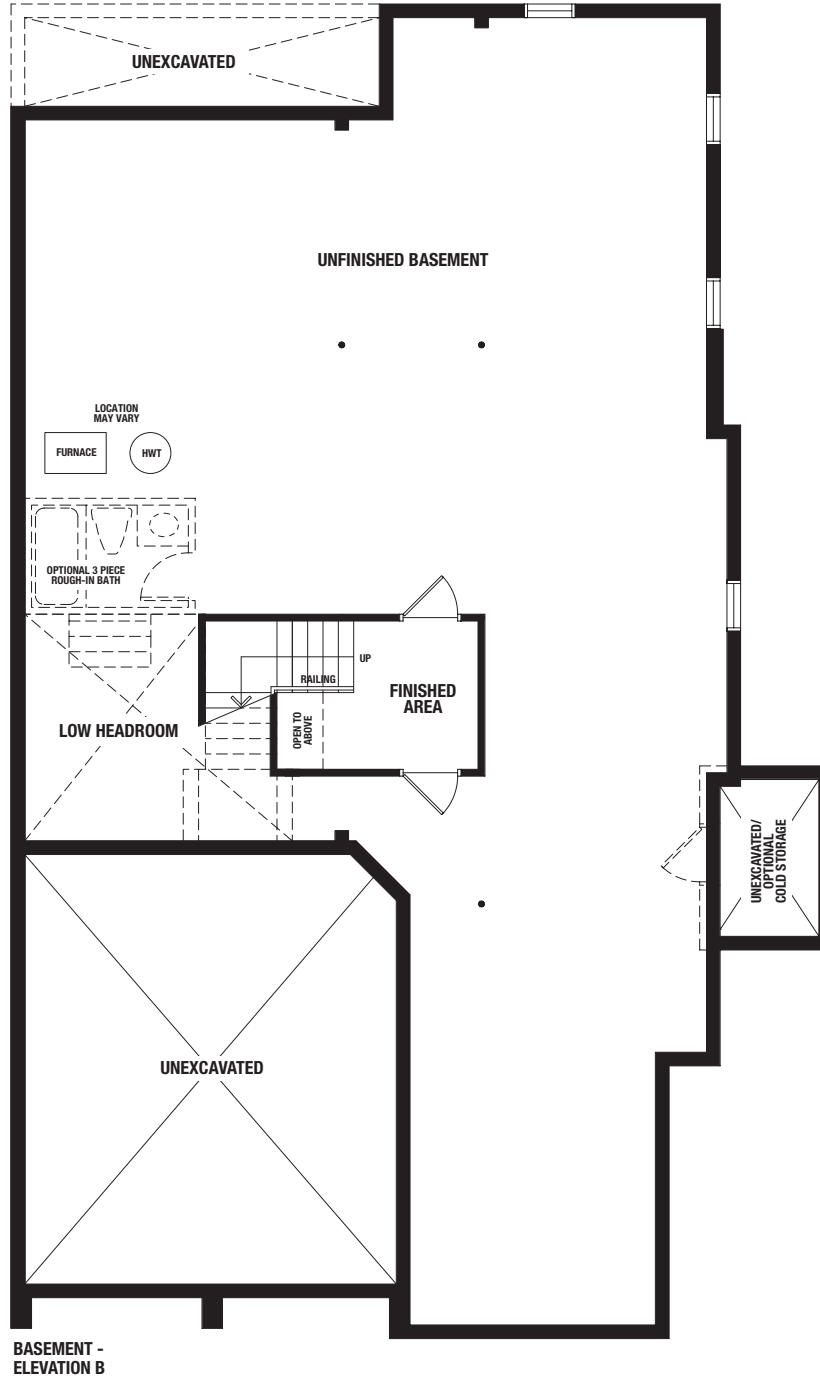 UNEXCAVATED
UNFINISHED BASEMENT
LOCATION
MAY VARY
FURNACE
HWT
OPTIONAL 3 PIECE
ROUGH-IN BATH
UP
RAILING
FINISHED
AREA
OPEN TO
ABOVE
LOW HEADROOM
UNEXCAVATED/
OPTIONAL
COLD STORAGE
UNEXCAVATED
BASEMENT -
ELEVATION B